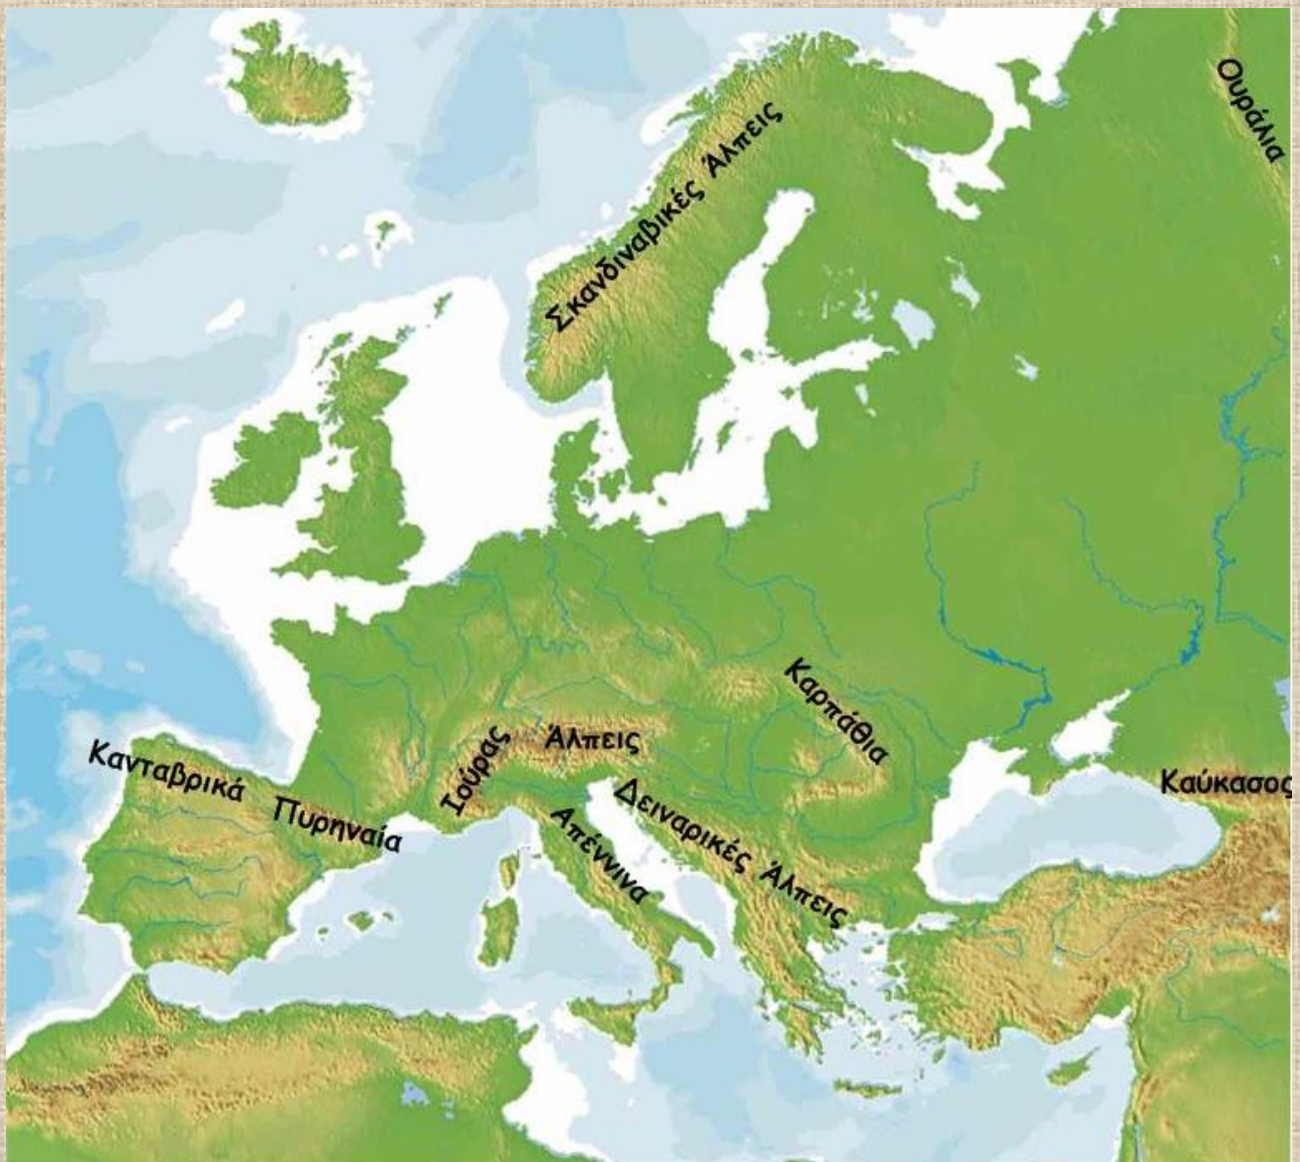 Ουράλια
Σκανδιναβικές Άλπεις
Καρπάθια
Ιούρας
Άλπεις
Κανταβρικά
Πυρηναία
Απέννινα
Δειναρικές Άλπεις
Καύκασος